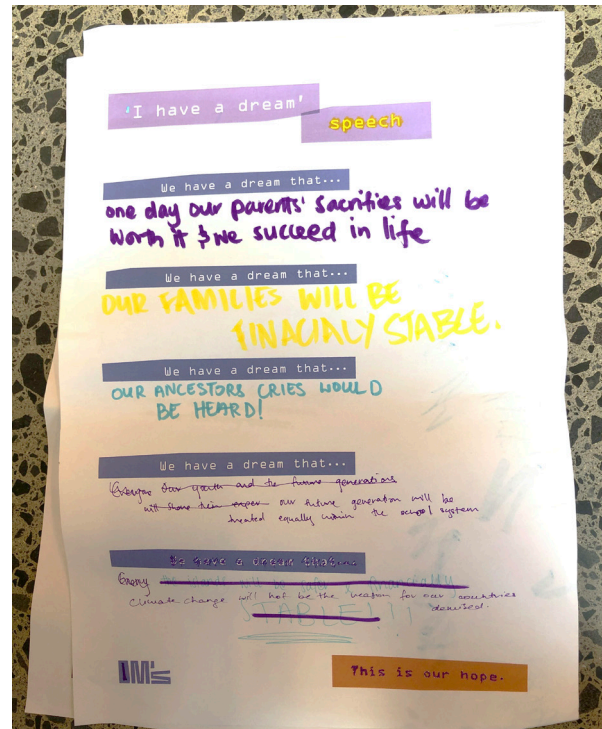 'I have a dream'
speech
We have a dream that...
one day our parents' sacrifies will be
worth it & we succeed in life
We have a dream that...
OUR FAMILIES WILL BE
FINACIALY STABLE.
We have a dream that...
OUR ANCESTORS CRIES WOULD
BE HEARD!
We have a dream that...
our youth and the future generations
will share their our future generation will be
treated equally within the school system
We have a dream that...
climate change will not be the reason for our countries
demised.
STABLE!!!
IM's
This is our hope.